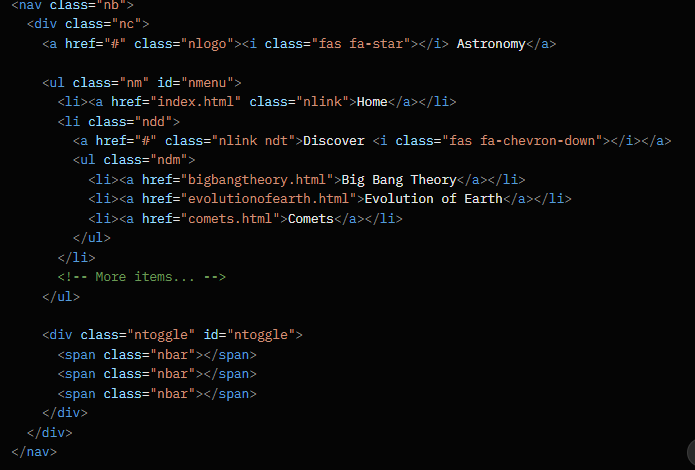 <nav class="nb">
<div class="nc">
<a href="#" class="nlogo"><i class="fas fa-star"></i> Astronomy</a>
<ul class="nm" id="nmenu">
<li><a href="index.html" class="nlink">Home</a></li>
<li class="ndd">
<a href="#" class="nlink ndt">Discover <i class="fas fa-chevron-down"></i></a>
<ul class="ndm">
<li><a href="bigbangtheory.html">Big Bang Theory</a></li>
<li><a href="evolutionofearth.html">Evolution of Earth</a></li>
<li><a href="comets.html">Comets</a></li>
</ul>
</li>
<!-- More items... -->
</ul>
<div class="ntoggle" id="ntoggle">
<span class="nbar"></span>
<span class="nbar"></span>
<span class="nbar"></span>
</div>
</div>
</nav>